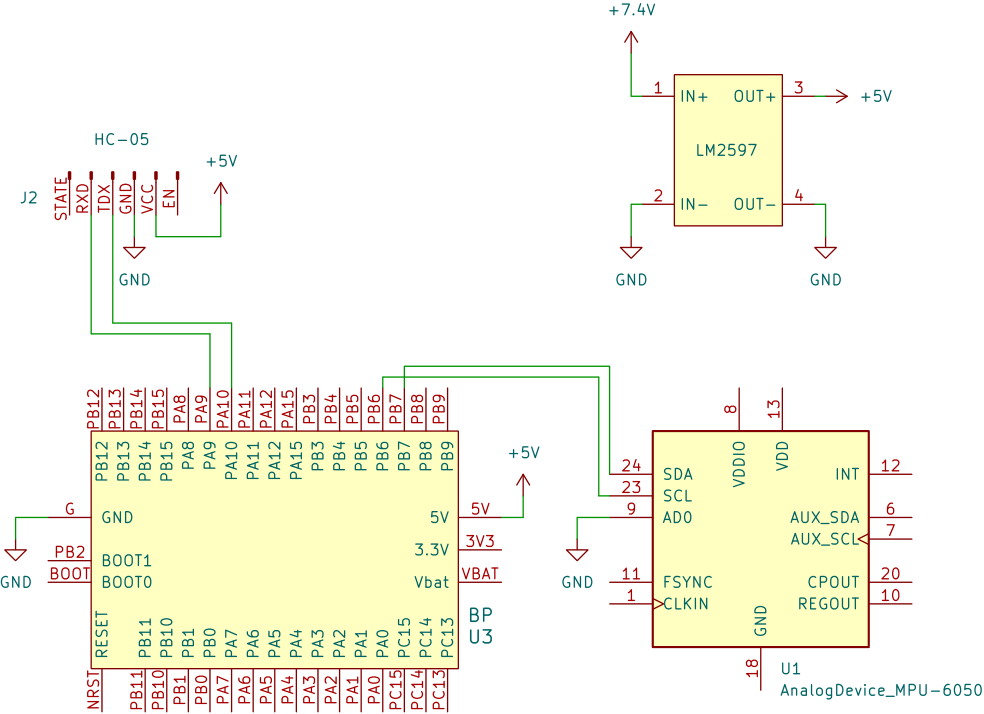 +7.4V
1
IN+
OUT+
3
+5V
LM2597
2
IN-
OUT-
4
GND
GND
HC-05
+5V
J2
STATE
RXD
TDX
GND
VCC
EN
GND
PB12
PB13
PB14
PB15
PA8
PA9
PA10
PA11
PA12
PA15
PB3
PB4
PB5
PB6
PB7
PB8
PB9
PB12
PB13
PB14
PB15
PA8
PA9
PA10
PA11
PA12
PA15
PB3
PB4
PB5
PB6
PB7
PB8
PB9
G
GND
GND
PB2
BOOT1
BOOT
BOOT0
+5V
5V
5V
3.3V
3V3
Vbat
VBAT
RESET
PB11
PB10
PB1
PB0
PA7
PA6
PA5
PA4
PA3
PA2
PA1
PA0
PC15
PC14
PC13
NRST
PB11
PB10
PB1
PB0
PA7
PA6
PA5
PA4
PA3
PA2
PA1
PA0
PC15
PC14
PC13
BP
U3
8
13
VDDIO
VDD
24
SDA
23
SCL
9
AD0
GND
11
FSYNC
1
CLKIN
INT
12
AUX_SDA
6
AUX_SCL
7
CPOUT
20
REGOUT
10
GND
18
U1
AnalogDevice_MPU-6050